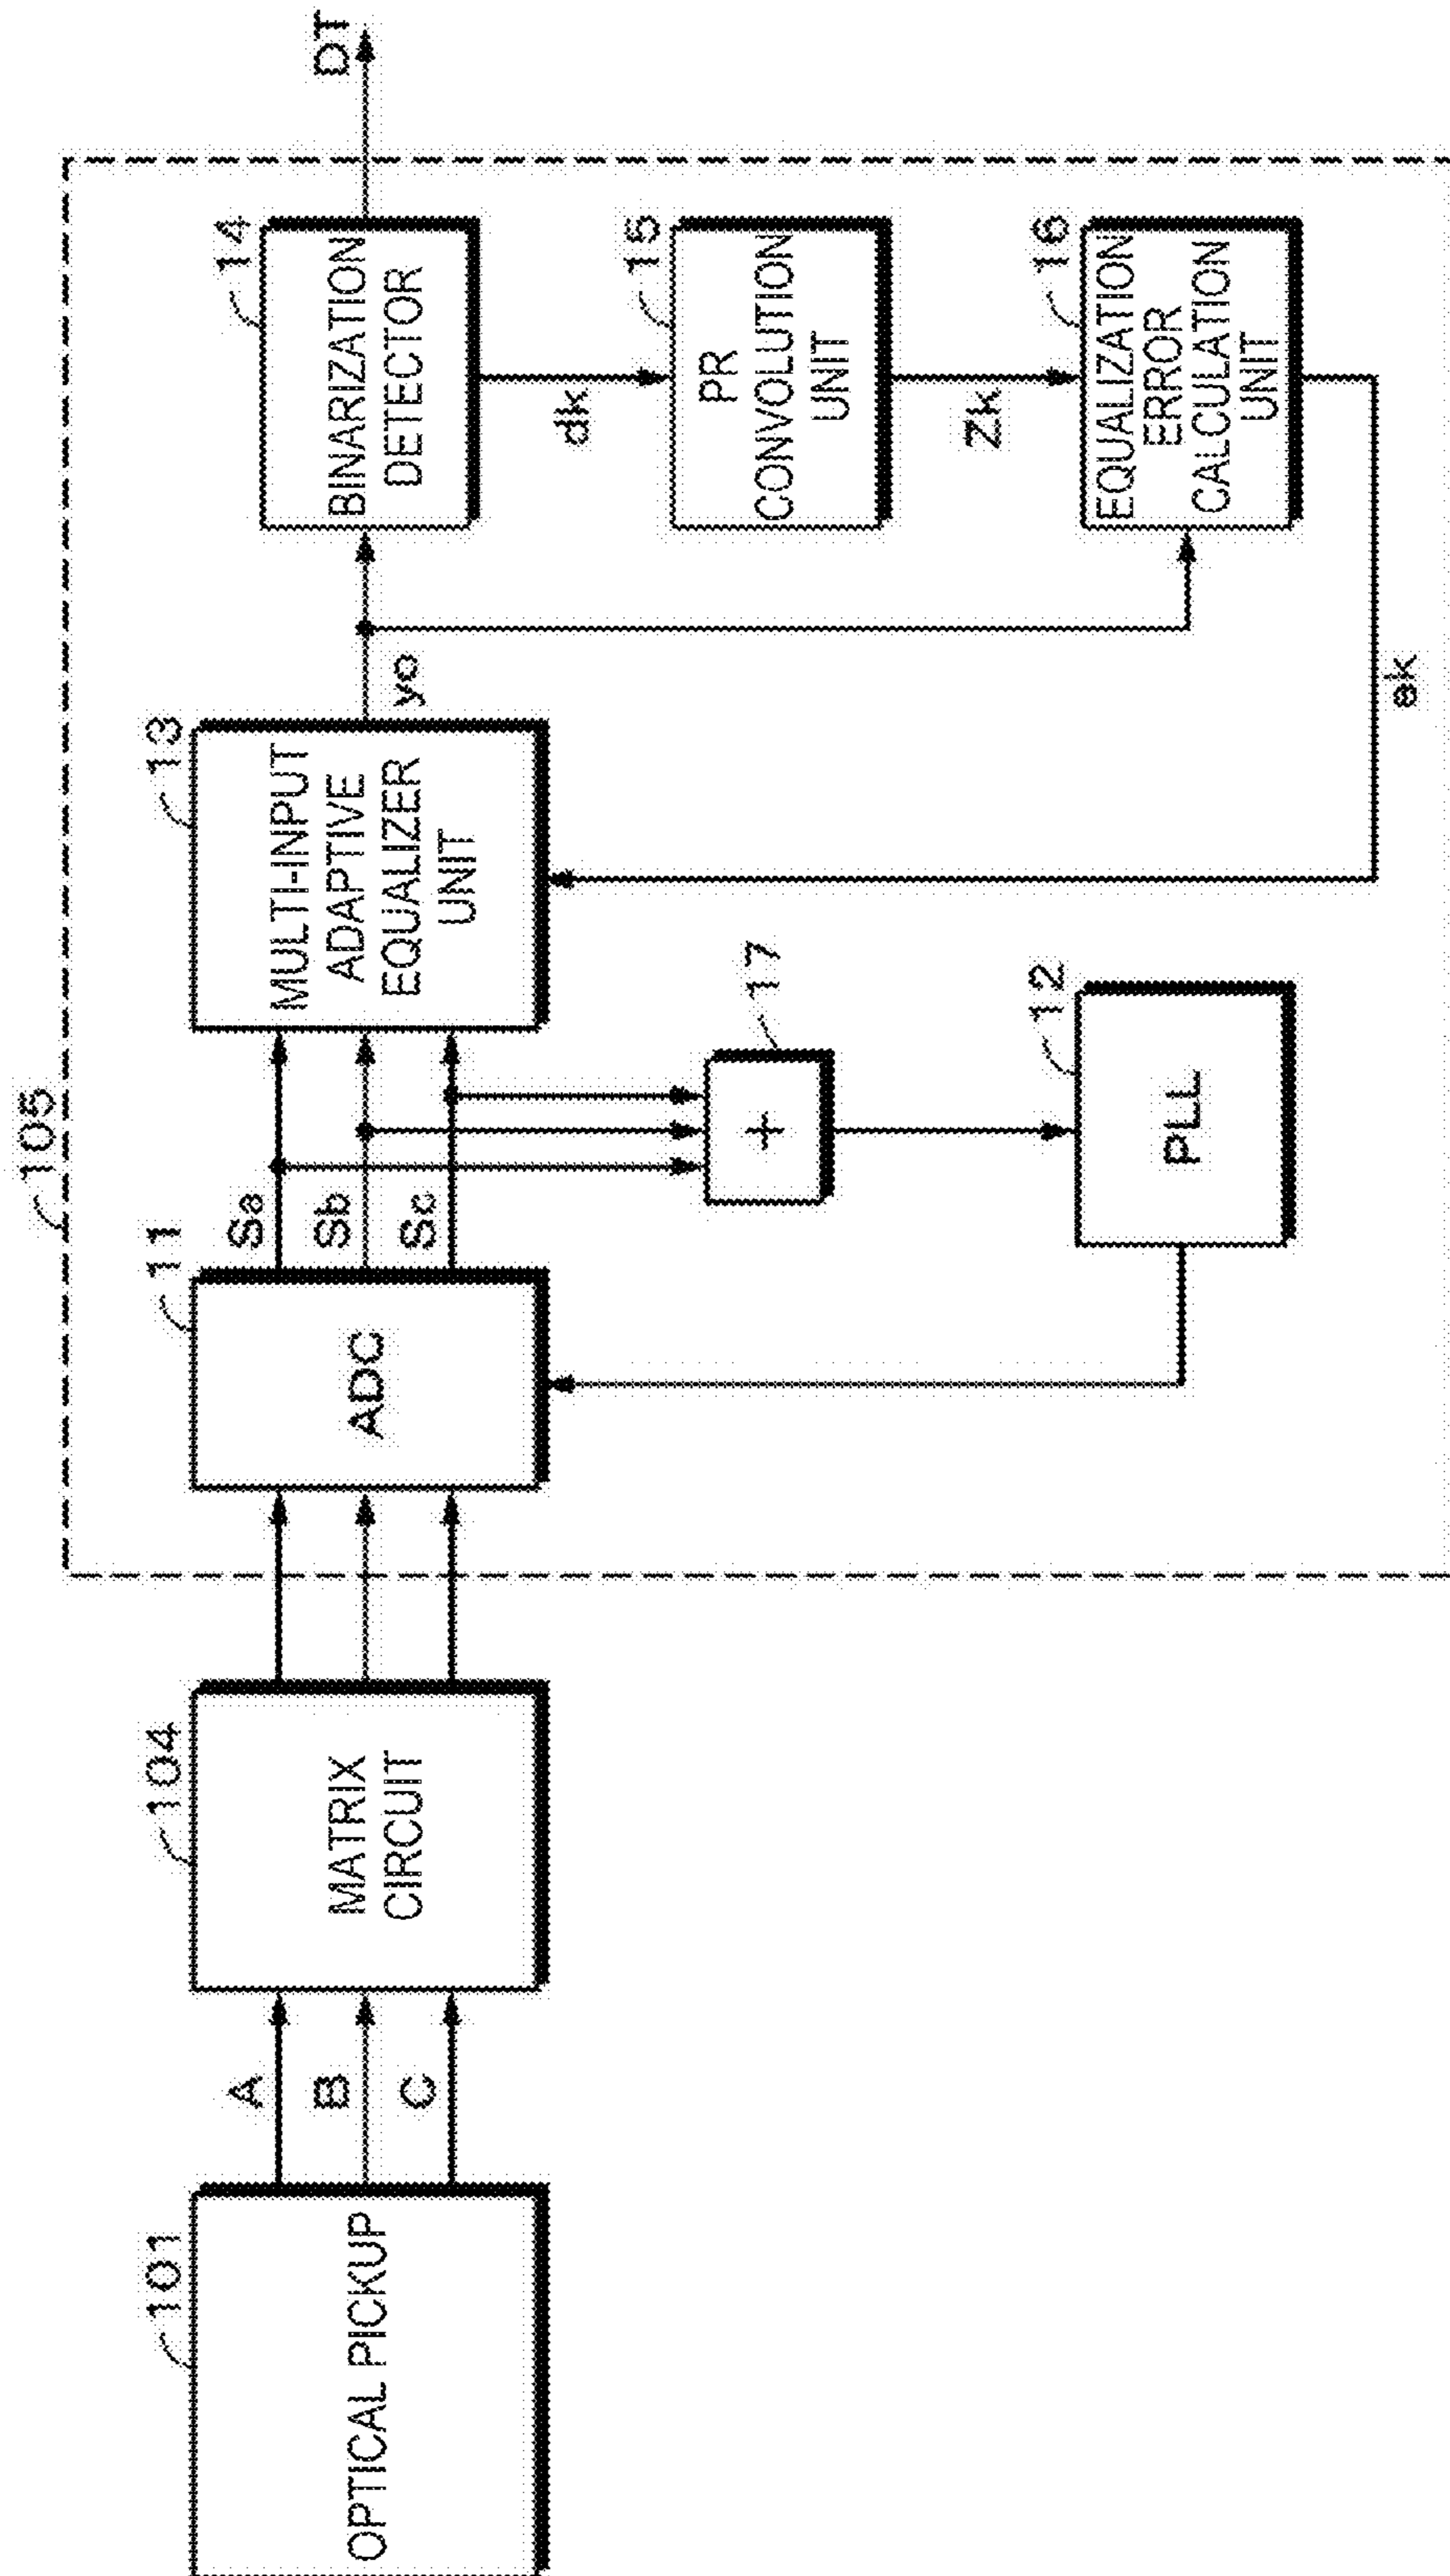 105
101
OPTICAL PICKUP
A
B
C
104
MATRIX
CIRCUIT
11
ADC
Sa
Sb
Sc
13
MULTI-INPUT
ADAPTIVE
EQUALIZER
UNIT
yo
14
BINARIZATION
DETECTOR
DT
dk
15
PR
CONVOLUTION
UNIT
Zk
16
EQUALIZATION
ERROR
CALCULATION
UNIT
ek
17
+
12
PLL